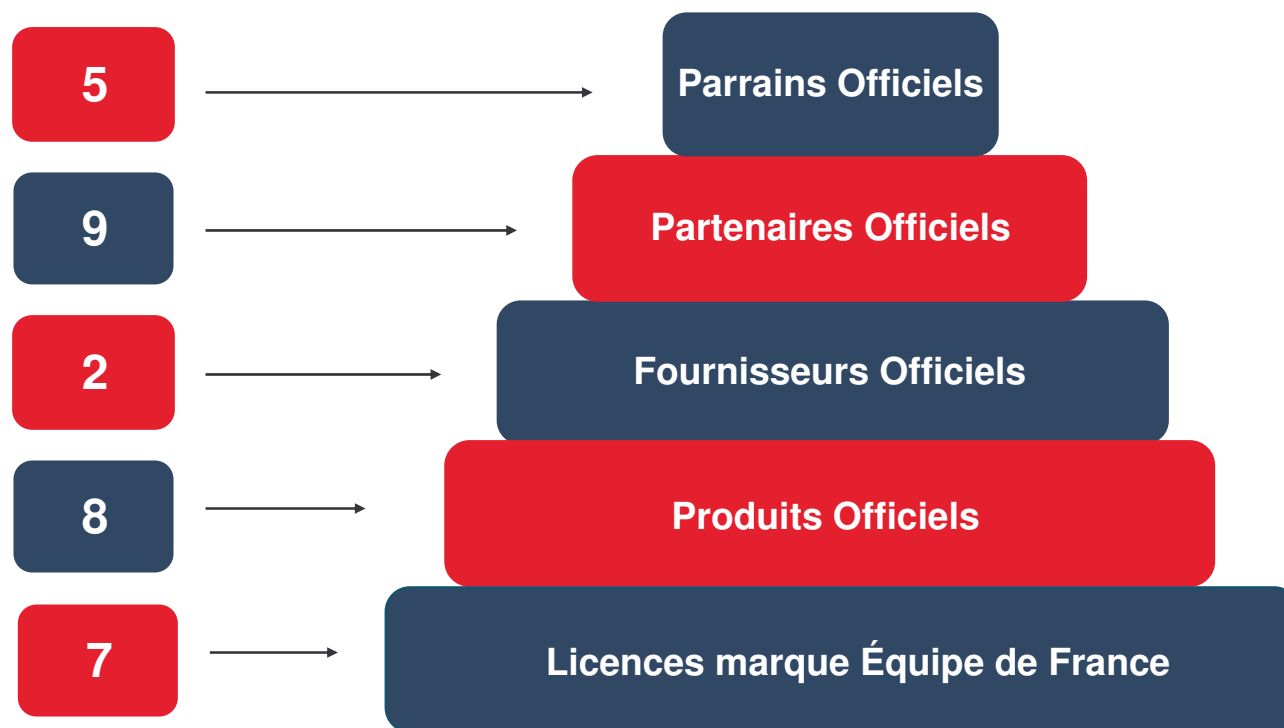 5
Parrains Officiels
9
Partenaires Officiels
2
Fournisseurs Officiels
8
Produits Officiels
7
Licences marque Équipe de France